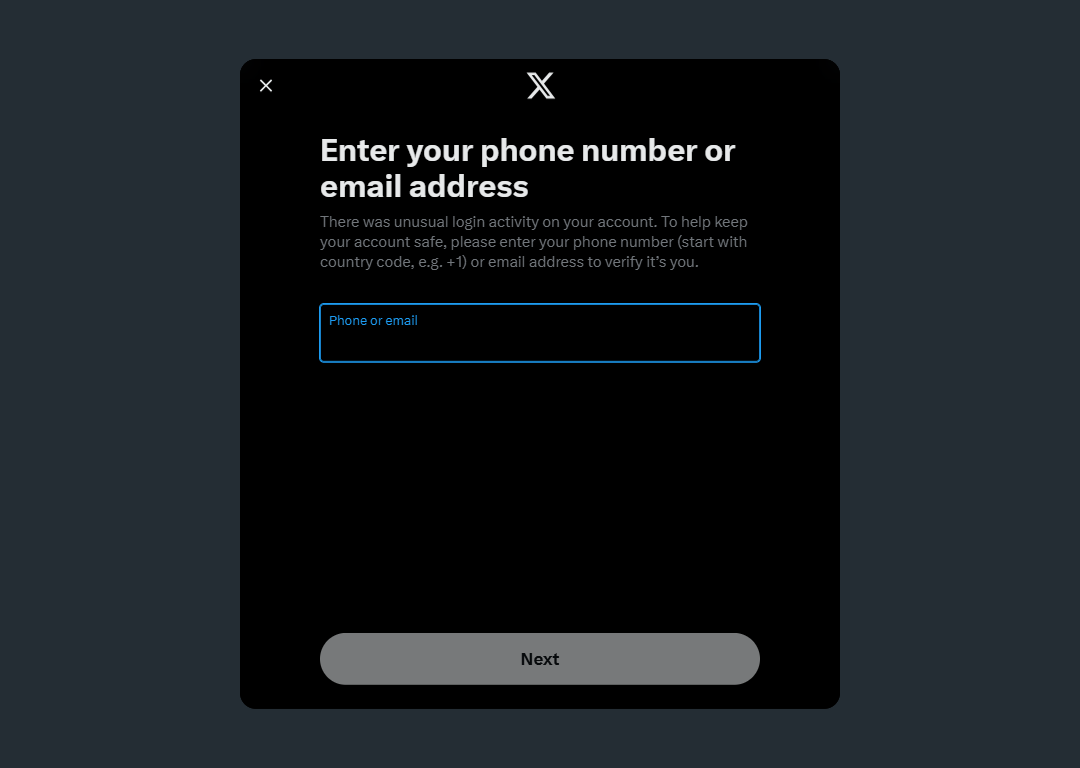 Enter your phone number or
email address
There was unusual login activity on your account. To help keep
your account safe, please enter your phone number (start with
country code, e.g. +1) or email address to verify it’s you.
Phone or email
Next